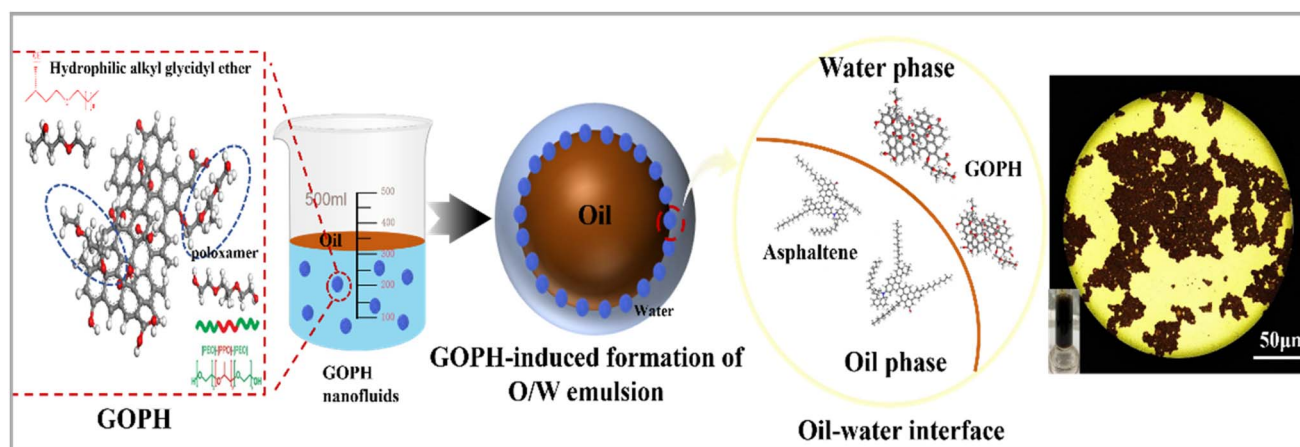 Hydrophilic alkyl glycidyl ether
poloxamer
GOPH
500ml
500
400
300
200
100
Oil
GOPH
nanofluids
Oil
Water
GOPH-induced formation of
O/W emulsion
Water phase
GOPH
Asphaltene
Oil phase
Oil-water interface
50μm